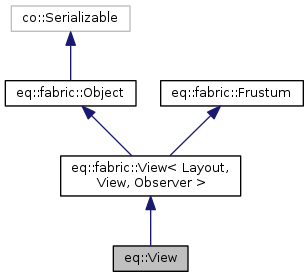 co::Serializable
eq::fabric::Object
eq::fabric::Frustum
eq::fabric::View< Layout,
View, Observer >
eq::View